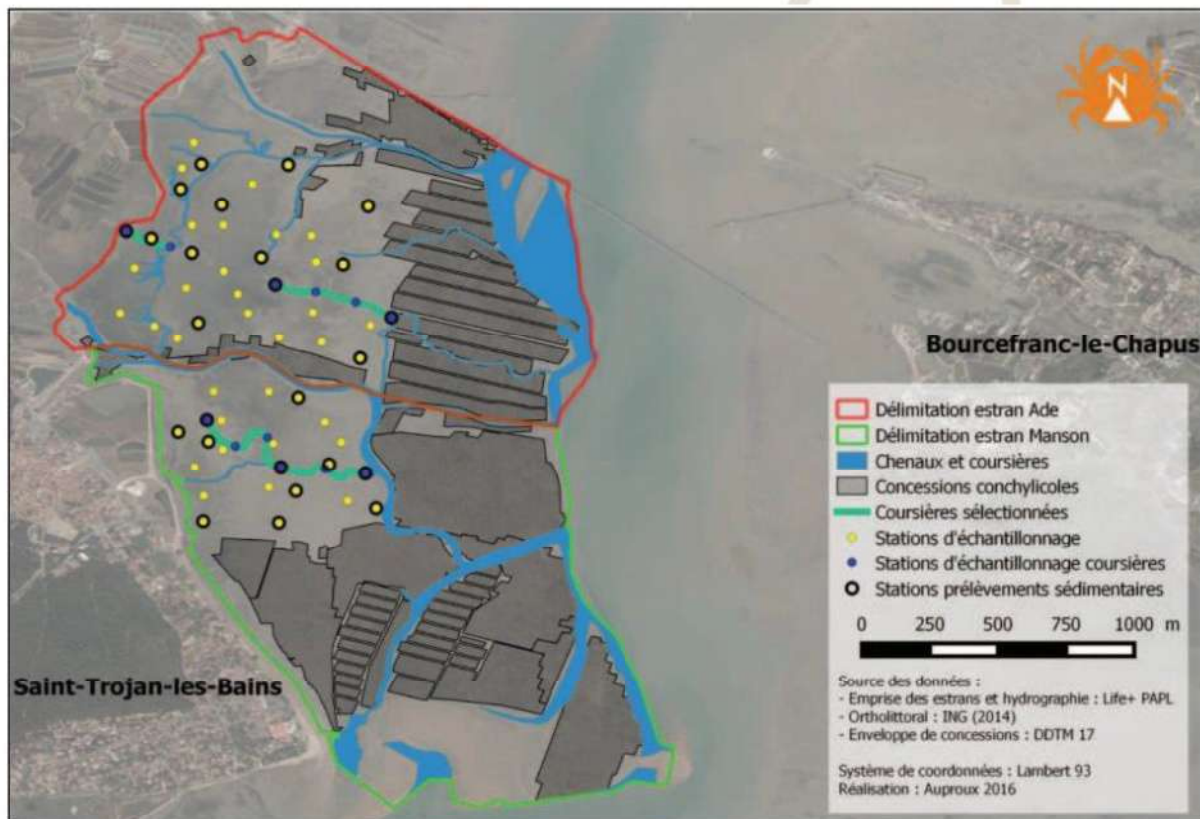 N
Bourcefranc-le-Chapus
Délimitation estran Ade
Délimitation estran Manson
Chenaux et coursières
Concessions conchylicoles
Coursières sélectionnées
Stations d'échantillonnage
Stations d'échantillonnage coursières
Stations prélèvements sédimentaires
0 250 500 750 1000 m
Source des données :
- Emprise des estrans et hydrographie : Life+ PAPL
- Ortholittoral : ING (2014)
- Enveloppe de concessions : DDTM 17
Système de coordonnées : Lambert 93
Réalisation : Auproux 2016
Saint-Trojan-les-Bains